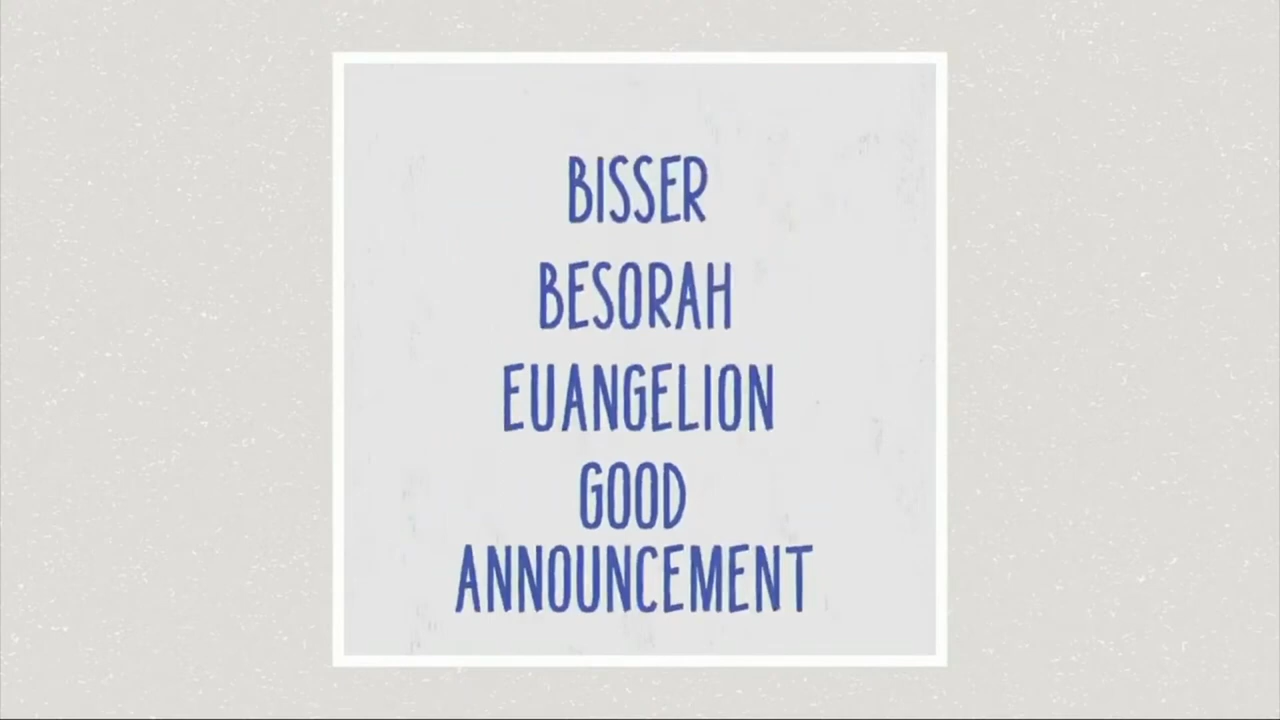 BISSER
BESORAH
EUANGELION
GOOD
ANNOUNCEMENT